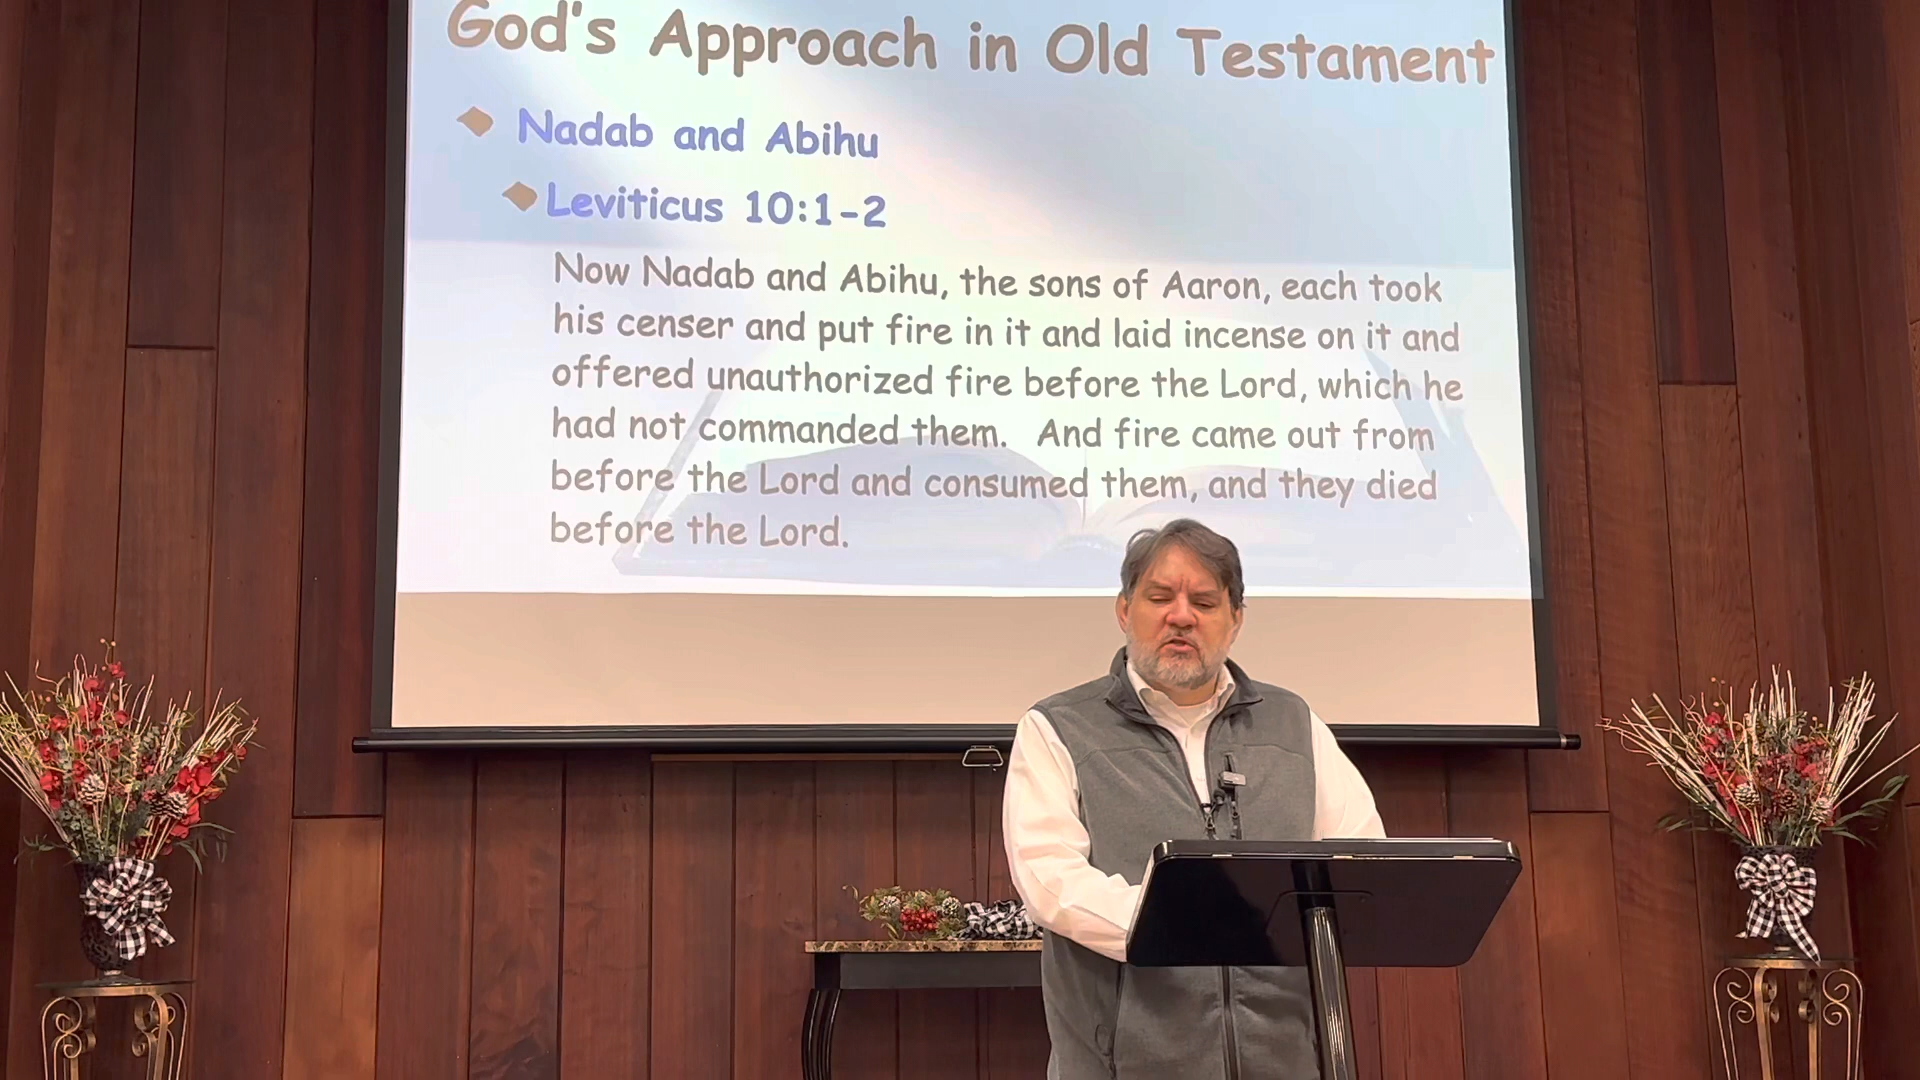 God's Approach in Old Testament
Nadab and Abihu
Leviticus 10:1-2
Now Nadab and Abihu, the sons of Aaron, each took
his censer and put fire in it and laid incense on it and
offered unauthorized fire before the Lord, which he
had not commanded them. And fire came out from
before the Lord and consumed them, and they died
before the Lord.